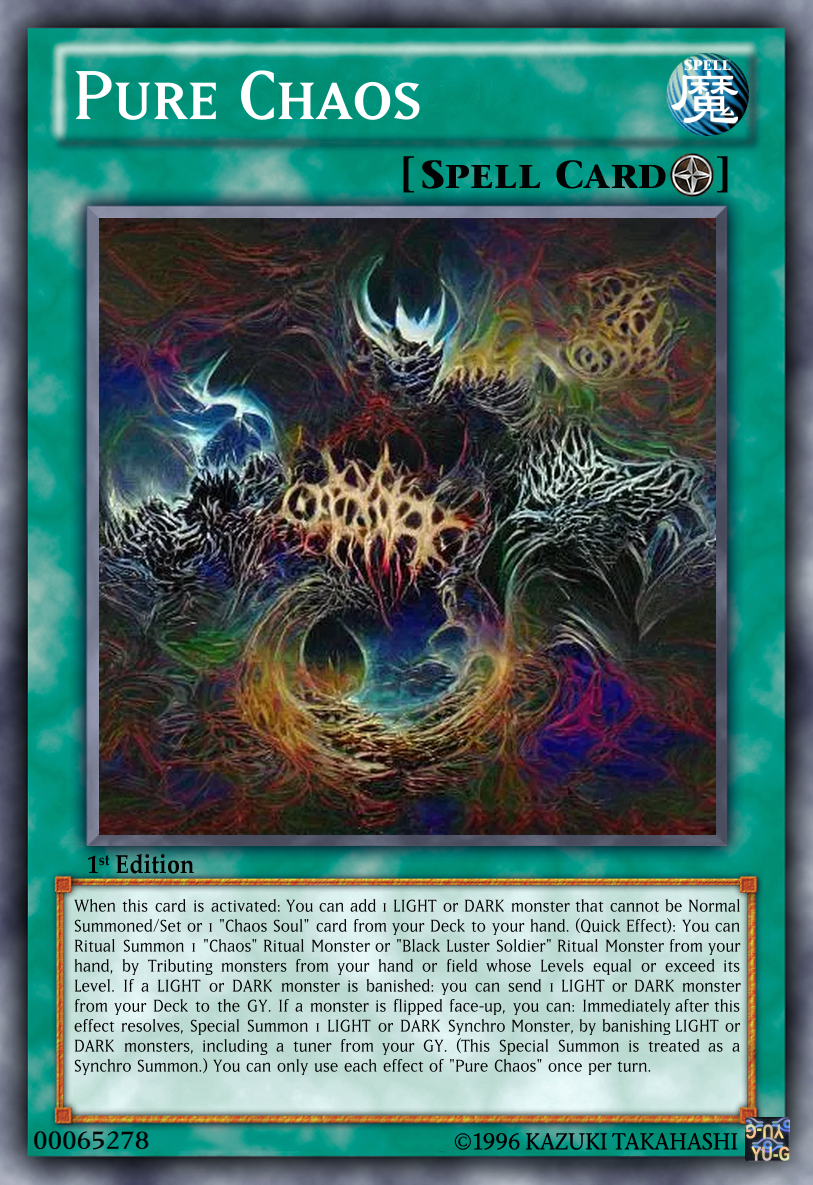 PURE CHAOS
SPELL
魔
[SPELL CARD]
1st Edition
When this card is activated: You can add 1 LIGHT or DARK monster that cannot be Normal
Summoned/Set or 1 "Chaos Soul" card from your Deck to your hand. (Quick Effect): You can
Ritual Summon 1 "Chaos" Ritual Monster or "Black Luster Soldier" Ritual Monster from your
hand, by Tributing monsters from your hand or field whose Levels equal or exceed its
Level. If a LIGHT or DARK monster is banished: you can send 1 LIGHT or DARK monster
from your Deck to the GY. If a monster is flipped face-up, you can: Immediately after this
effect resolves, Special Summon 1 LIGHT or DARK Synchro Monster, by banishing LIGHT or
DARK monsters, including a tuner from your GY. (This Special Summon is treated as a
Synchro Summon.) You can only use each effect of "Pure Chaos" once per turn.
00065278
©1996 KAZUKI TAKAHASHI
YU-G